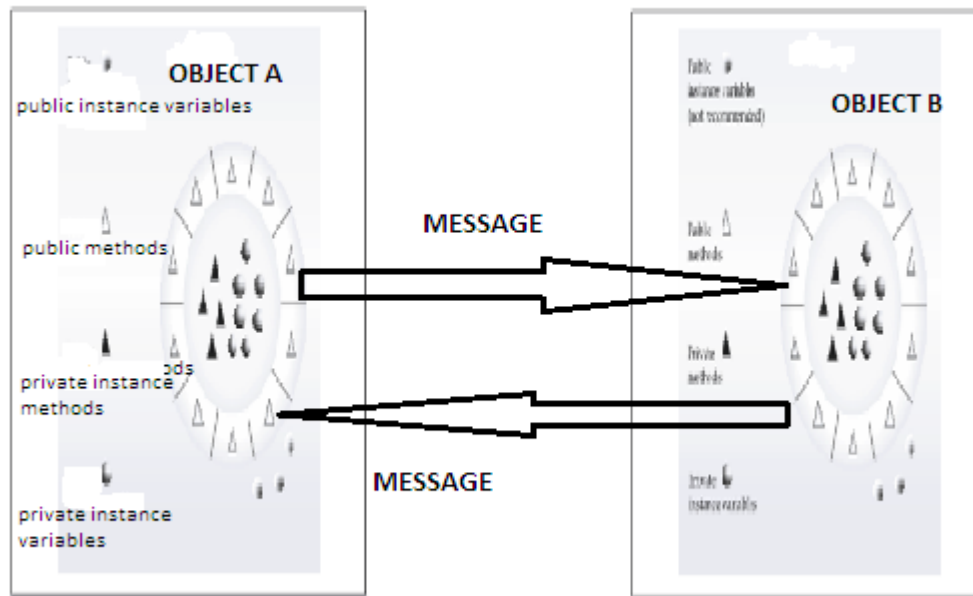 OBJECT A
public instance variables
public methods
ods
private instance
methods
private instance
variables
MESSAGE
MESSAGE
OBJECT B
Public
instance variables
(not recommended)
Public
methods
Private
methods
Private
instance variables